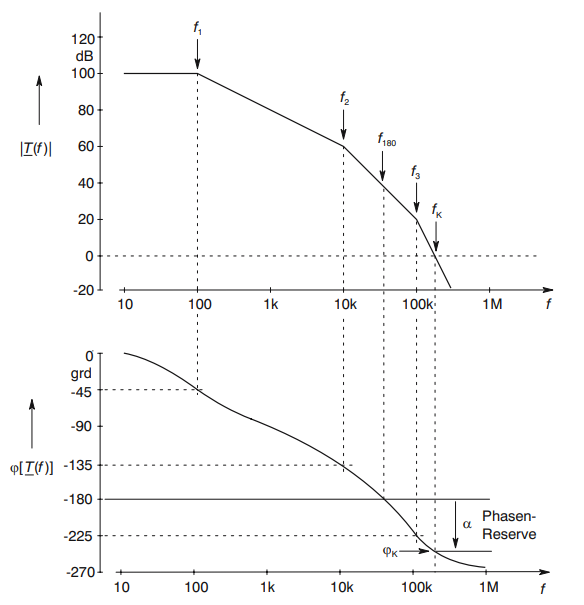 f₁
120
dB
100
f₂
80
f₁₈₀
|T(f)|
60
f₃
40
fK
20
0
-20
10 100 1k 10k 100k 1M f
0
grd
-45
-90
φ[T(f)]
-135
-180
α Phasen-
Reserve
-225
φK
-270
10 100 1k 10k 100k 1M f